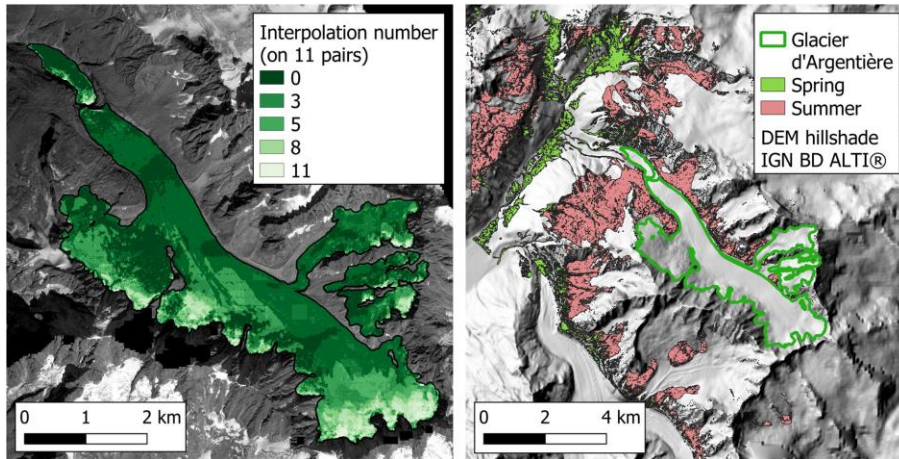 Interpolation number
(on 11 pairs)
0
3
5
8
11
0 1 2 km
Glacier
d'Argentière
Spring
Summer
DEM hillshade
IGN BD ALTI®
0 2 4 km